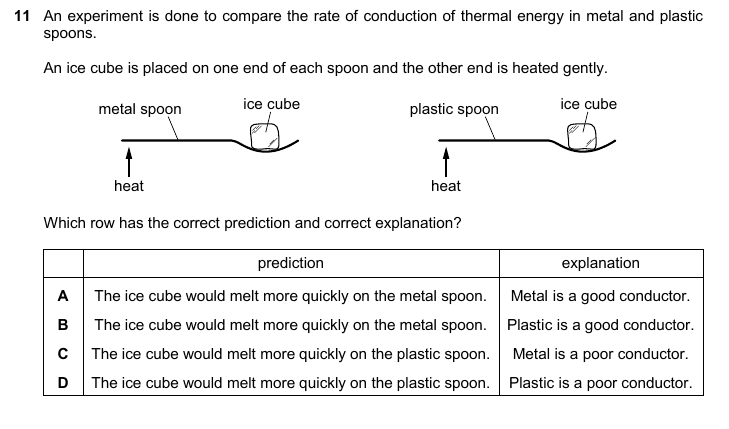 11 An experiment is done to compare the rate of conduction of thermal energy in metal and plastic
spoons.
An ice cube is placed on one end of each spoon and the other end is heated gently.
metal spoon ice cube plastic spoon ice cube
heat heat
Which row has the correct prediction and correct explanation?
prediction explanation
A The ice cube would melt more quickly on the metal spoon. Metal is a good conductor.
B The ice cube would melt more quickly on the metal spoon. Plastic is a good conductor.
C The ice cube would melt more quickly on the plastic spoon. Metal is a poor conductor.
D The ice cube would melt more quickly on the plastic spoon. Plastic is a poor conductor.